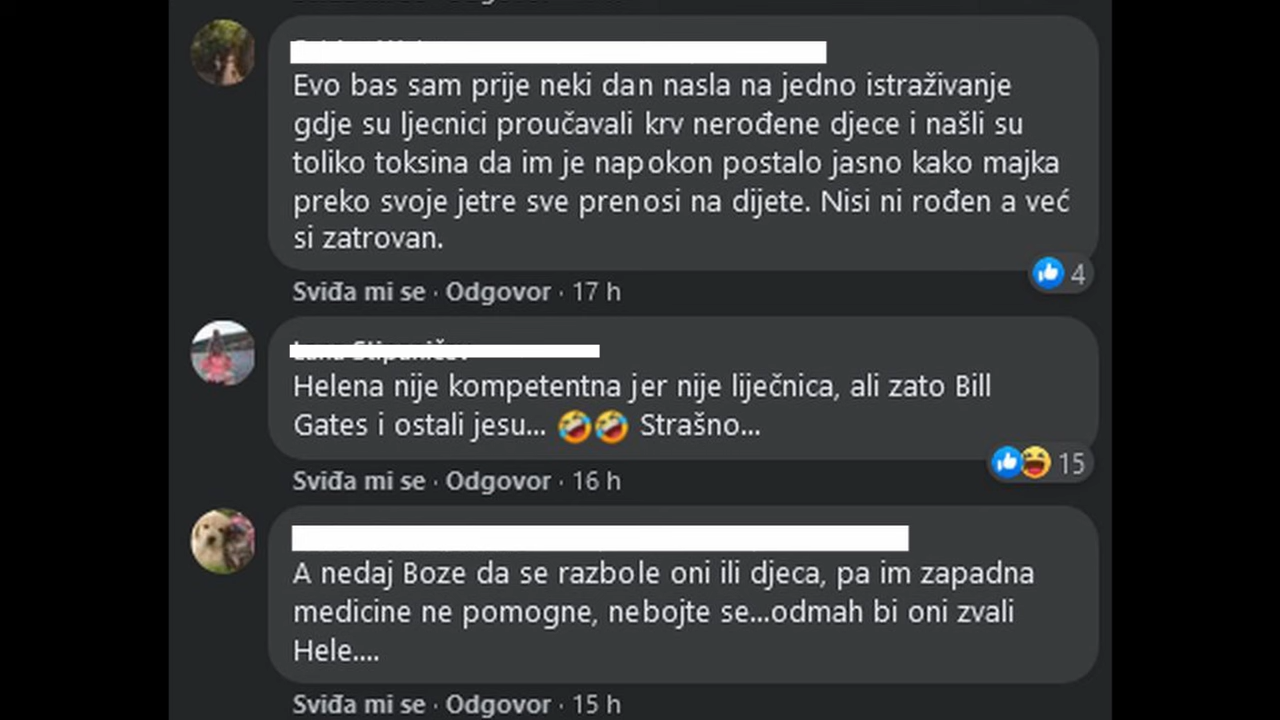 Evo bas sam prije neki dan nasla na jedno istraživanje
gdje su ljecnici proučavali krv nerođene djece i našli su
toliko toksina da im je napokon postalo jasno kako majka
preko svoje jetre sve prenosi na dijete. Nisi ni rođen a već
si zatrovan.
4
Sviđa mi se · Odgovor · 17 h
Helena nije kompetentna jer nije liječnica, ali zato Bill
Gates i ostali jesu... 🤣🤣 Strašno...
15
Sviđa mi se · Odgovor · 16 h
A nedaj Boze da se razbole oni ili djeca, pa im zapadna
medicine ne pomogne, nebojte se...odmah bi oni zvali
Hele....
Sviđa mi se · Odgovor · 15 h